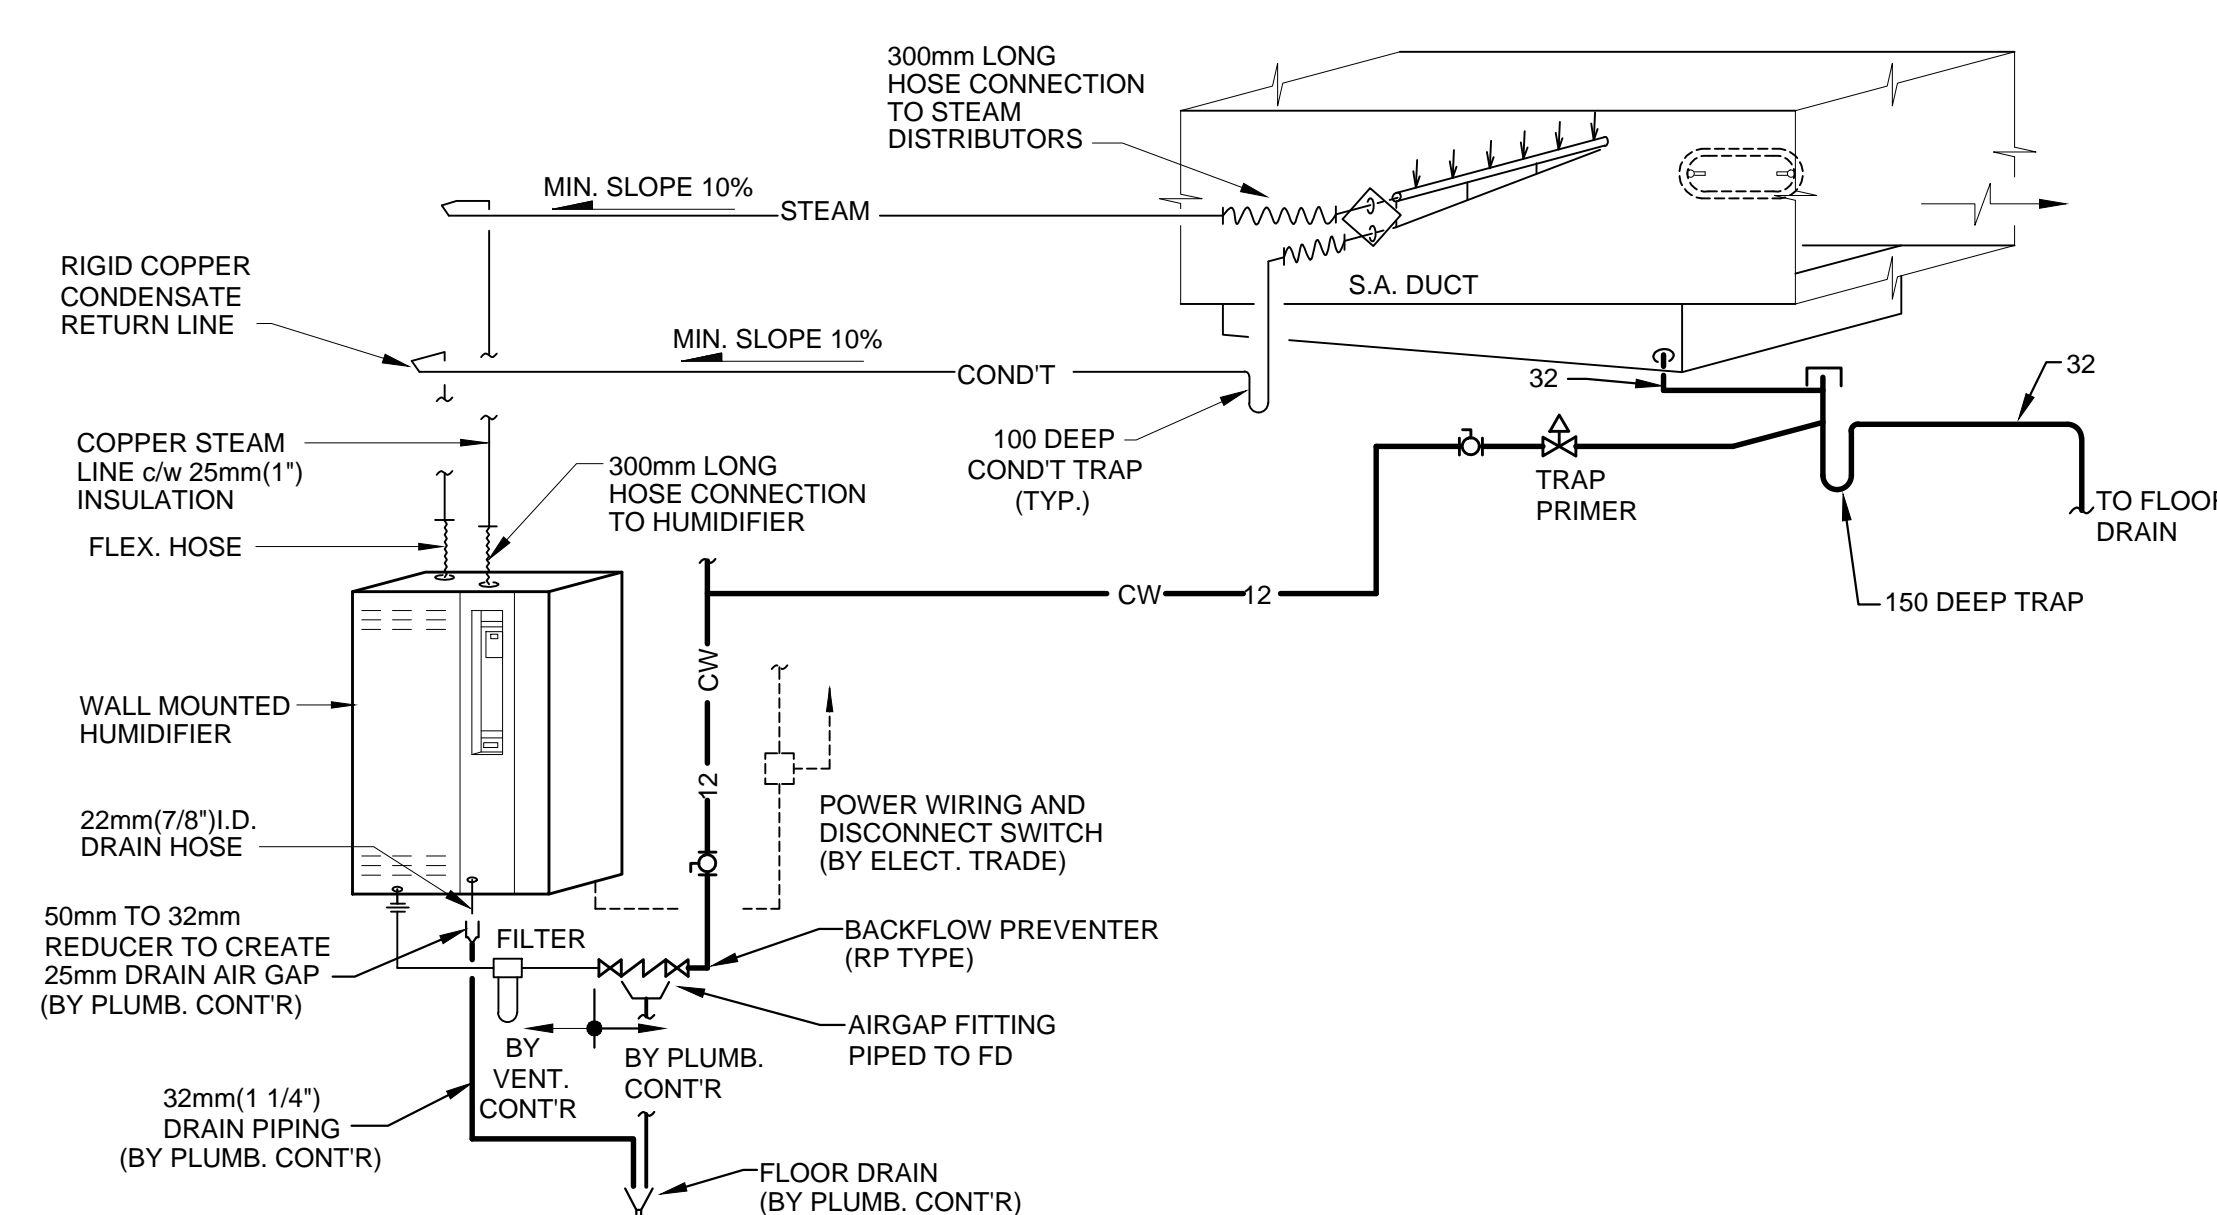 300mm LONG
HOSE CONNECTION
TO STEAM
DISTRIBUTORS
MIN. SLOPE 10%
STEAM
RIGID COPPER
CONDENSATE
RETURN LINE
S.A. DUCT
MIN. SLOPE 10%
COND'T
32
32
COPPER STEAM
LINE c/w 25mm(1")
INSULATION
300mm LONG
HOSE CONNECTION
TO HUMIDIFIER
100 DEEP
COND'T TRAP
(TYP.)
TRAP
PRIMER
TO FLOOR
DRAIN
FLEX. HOSE
CW
12
150 DEEP TRAP
CW
12
WALL MOUNTED
HUMIDIFIER
POWER WIRING AND
DISCONNECT SWITCH
(BY ELECT. TRADE)
22mm(7/8")I.D.
DRAIN HOSE
50mm TO 32mm
REDUCER TO CREATE
25mm DRAIN AIR GAP
(BY PLUMB. CONT'R)
FILTER
BACKFLOW PREVENTER
(RP TYPE)
AIRGAP FITTING
PIPED TO FD
BY
VENT.
CONT'R
BY PLUMB.
CONT'R
32mm(1 1/4")
DRAIN PIPING
(BY PLUMB. CONT'R)
FLOOR DRAIN
(BY PLUMB. CONT'R)